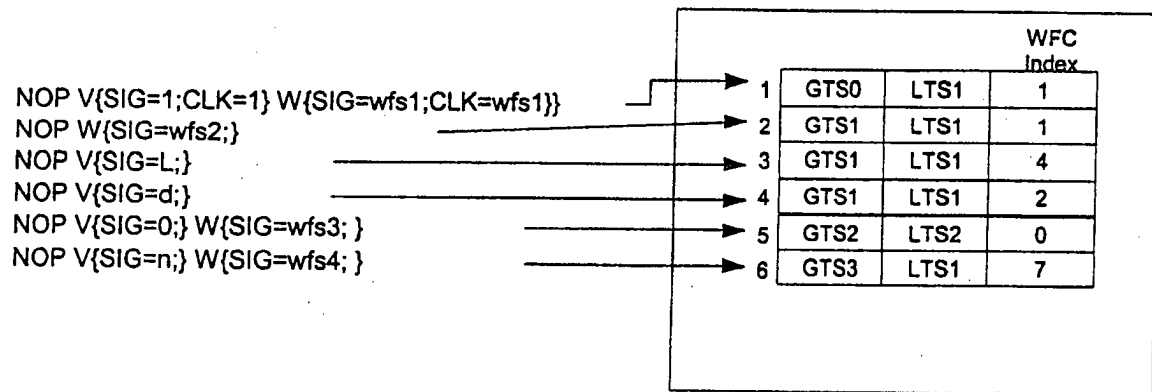 WFC
Index
NOP V{SIG=1;CLK=1} W{SIG=wfs1;CLK=wfs1}} 1 GTS0 LTS1 1
NOP W{SIG=wfs2;} 2 GTS1 LTS1 1
NOP V{SIG=L;} 3 GTS1 LTS1 4
NOP V{SIG=d;} 4 GTS1 LTS1 2
NOP V{SIG=0;} W{SIG=wfs3; } 5 GTS2 LTS2 0
NOP V{SIG=n;} W{SIG=wfs4; } 6 GTS3 LTS1 7